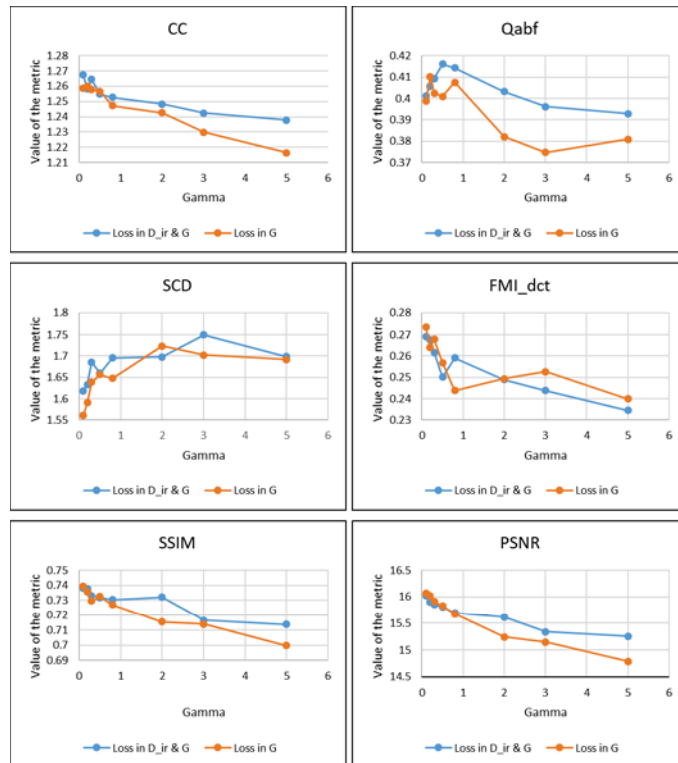 CC
Value of the metric
1.28
1.27
1.26
1.25
1.24
1.23
1.22
1.21
0 1 2 3 4 5 6
Gamma
Loss in D_ir & G Loss in G
Qabf
Value of the metric
0.42
0.41
0.4
0.39
0.38
0.37
0 1 2 3 4 5 6
Gamma
Loss in D_ir & G Loss in G
SCD
Value of the metric
1.8
1.75
1.7
1.65
1.6
1.55
0 1 2 3 4 5 6
Gamma
Loss in D_ir & G Loss in G
FMI_dct
Value of the metric
0.28
0.27
0.26
0.25
0.24
0.23
0 1 2 3 4 5 6
Gamma
Loss in D_ir & G Loss in G
SSIM
Value of the metric
0.75
0.74
0.73
0.72
0.71
0.7
0.69
0 1 2 3 4 5 6
Gamma
Loss in D_ir & G Loss in G
PSNR
Value of the metric
16.5
16
15.5
15
14.5
0 1 2 3 4 5 6
Gamma
Loss in D_ir & G Loss in G